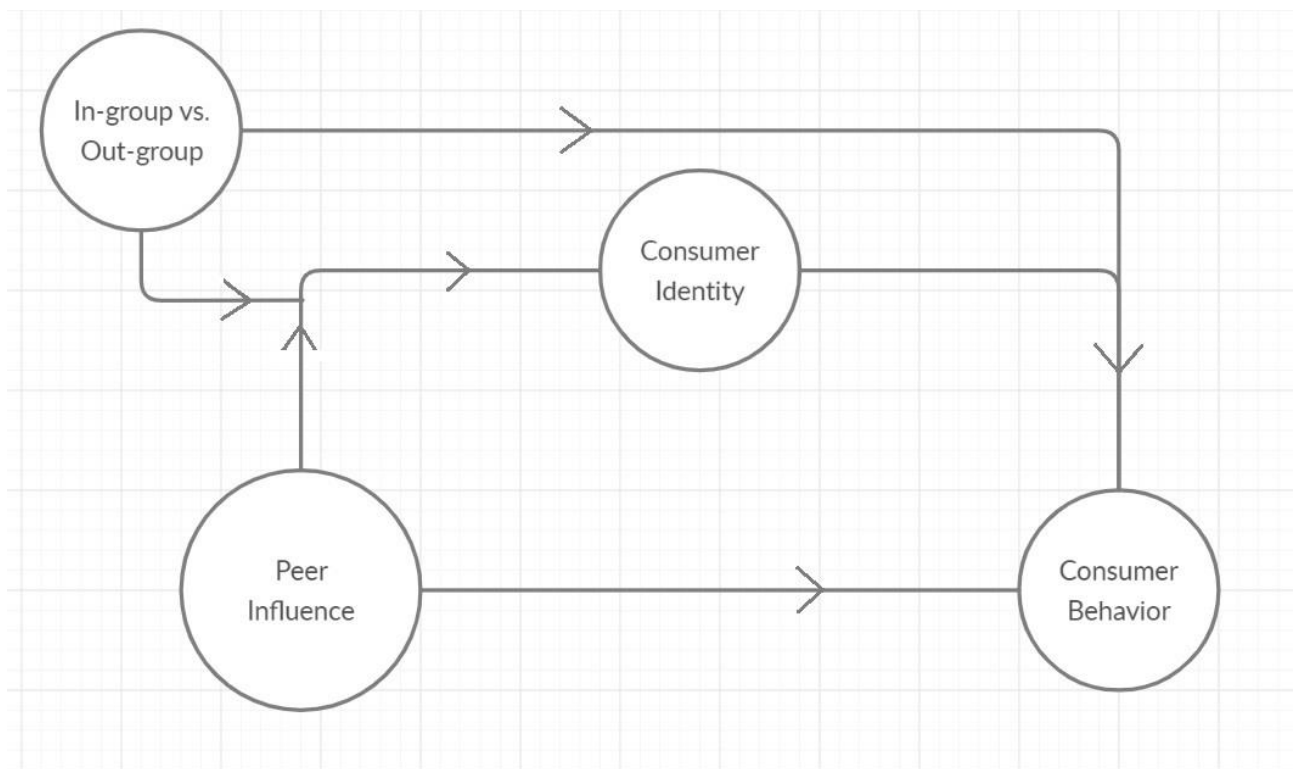 In-group vs.
Out-group
Consumer
Identity
Peer
Influence
Consumer
Behavior